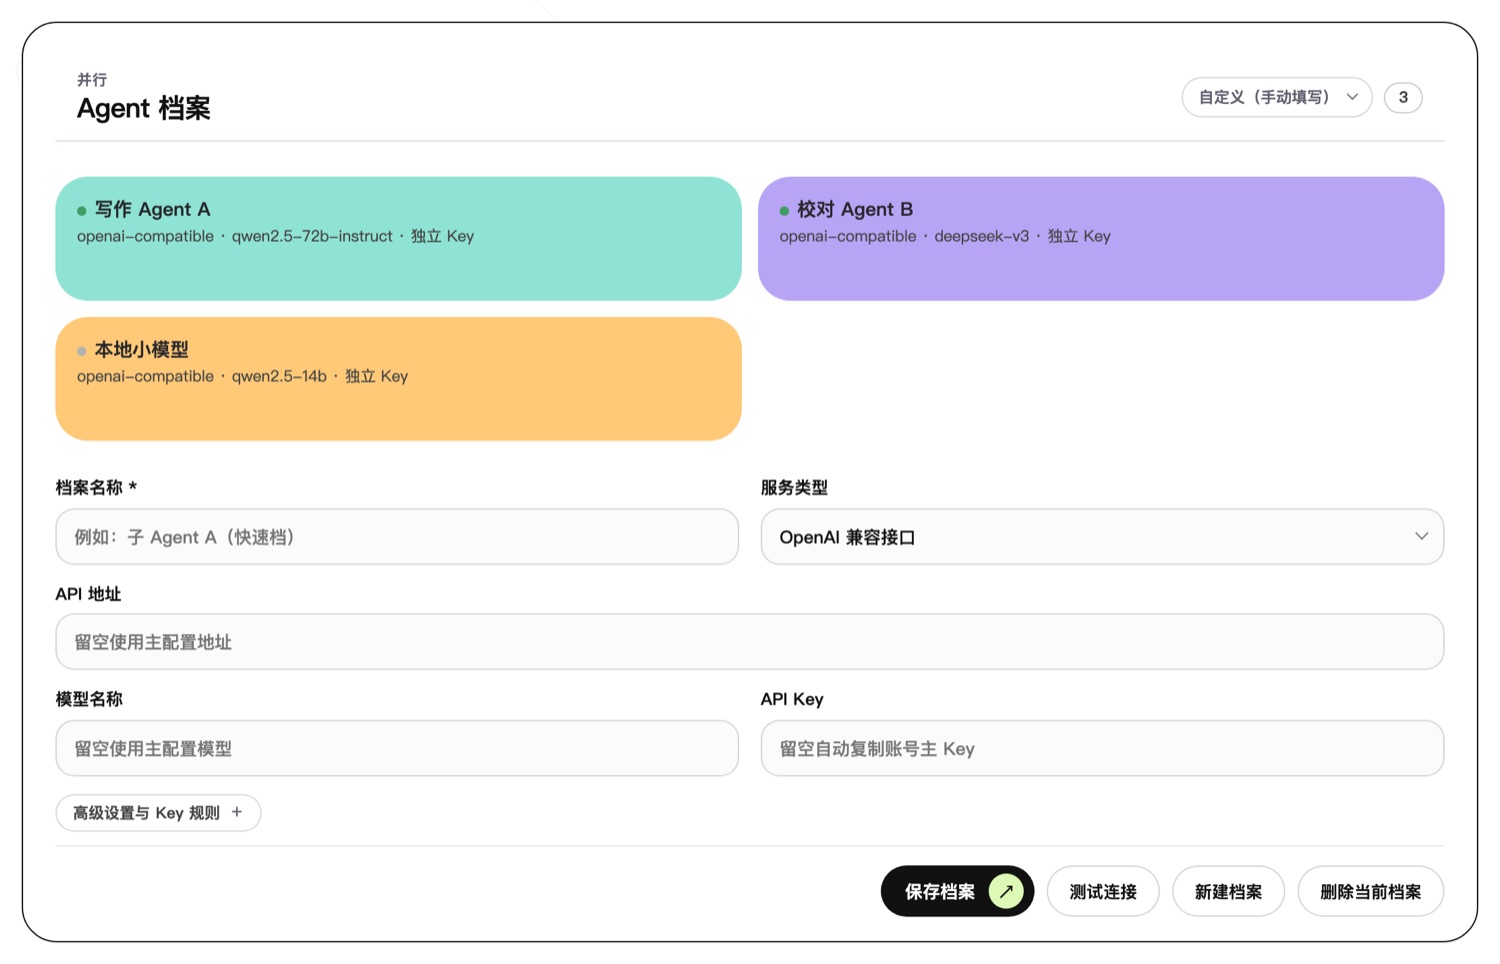 并行
Agent 档案
自定义（手动填写）
3
写作 Agent A
openai-compatible · qwen2.5-72b-instruct · 独立 Key
校对 Agent B
openai-compatible · deepseek-v3 · 独立 Key
本地小模型
openai-compatible · qwen2.5-14b · 独立 Key
档案名称 *
例如：子 Agent A（快速档）
服务类型
OpenAI 兼容接口
API 地址
留空使用主配置地址
模型名称
留空使用主配置模型
API Key
留空自动复制账号主 Key
高级设置与 Key 规则 +
保存档案 ↗
测试连接
新建档案
删除当前档案